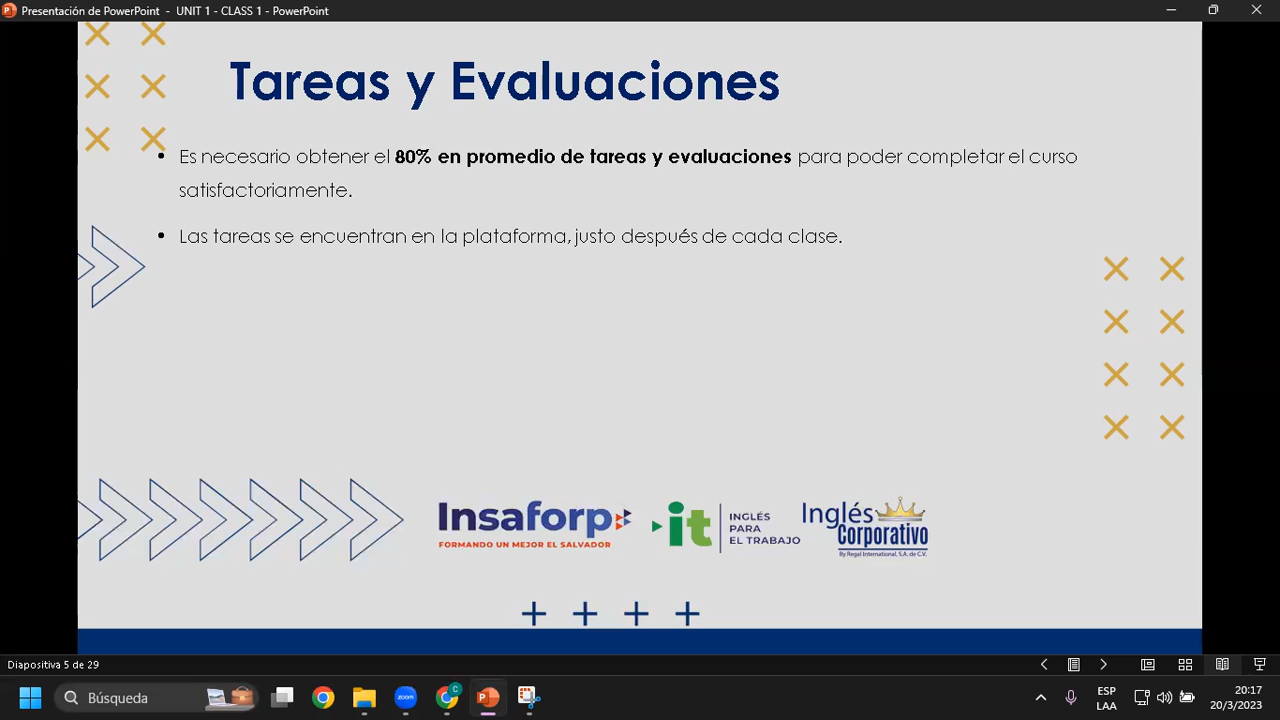 Presentación de PowerPoint - UNIT 1 - CLASS 1 - PowerPoint
Tareas y Evaluaciones
• Es necesario obtener el 80% en promedio de tareas y evaluaciones para poder completar el curso
satisfactoriamente.
• Las tareas se encuentran en la plataforma, justo después de cada clase.
Insaforp
FORMANDO UN MEJOR EL SALVADOR
it
INGLÉS
PARA
EL TRABAJO
Inglés
Corporativo
By Regal International, S.A. de C.V.
Diapositiva 5 de 29
Búsqueda
zoom
C
ESP
LAA
20:17
20/3/2023